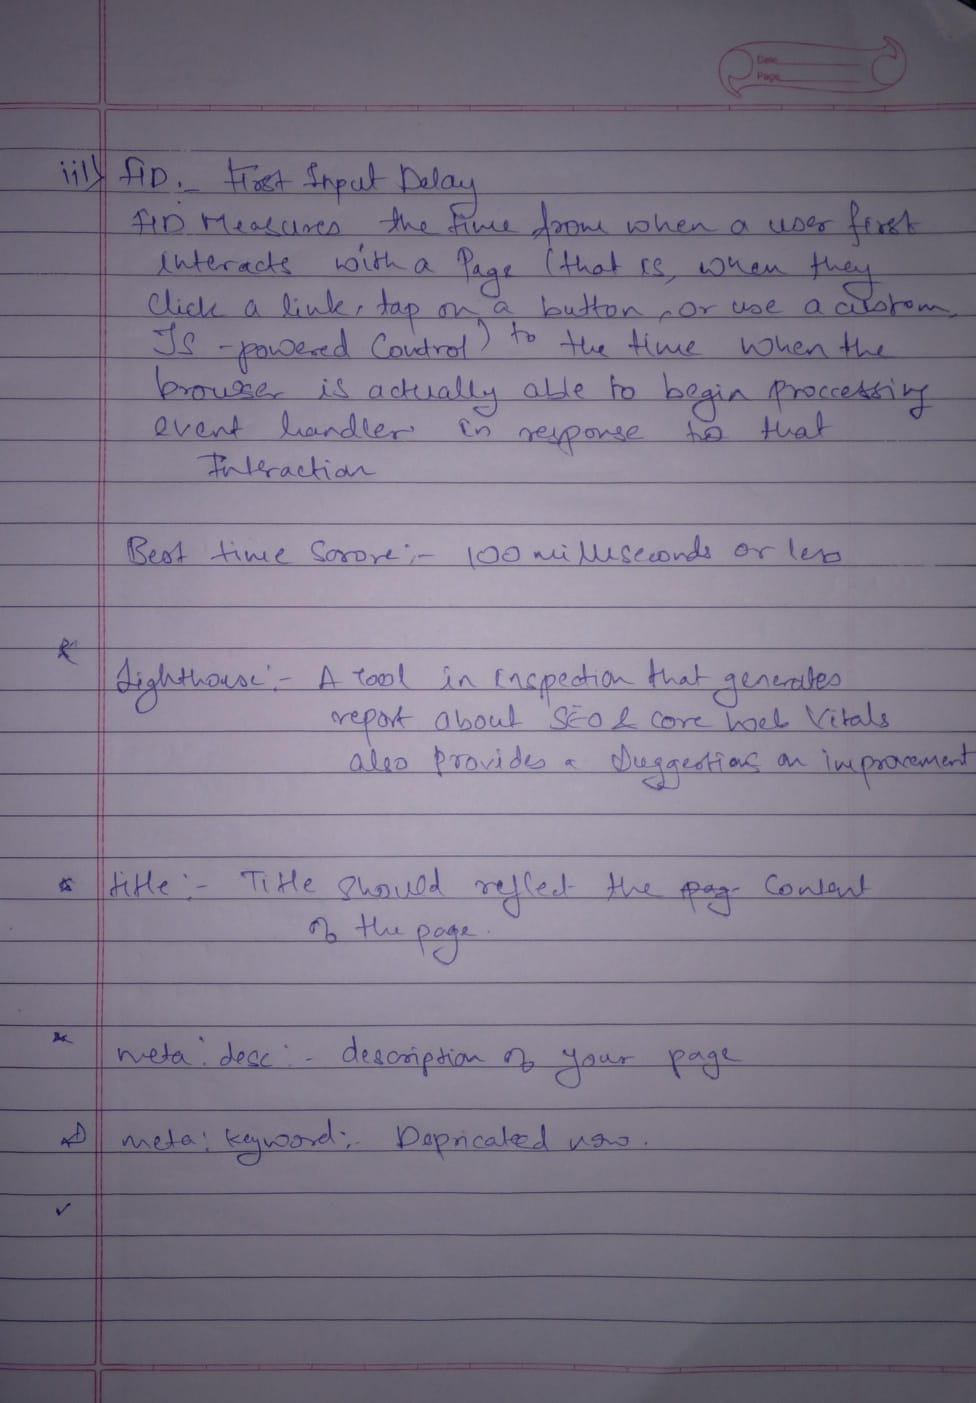 Date
Page
iii) FID :- First Input Delay
FID Measures the time from when a user first
interacts with a Page (that is, when they
Click a link, tap on a button, or use a custom,
JS-powered Control) to the time when the
browser is actually able to begin proccessing
event handler in response to that
Interaction
Best time Sorore :- 100 milliseconds or less
* Lighthouse :- A tool in inspection that generates
report about SEO & core web Vitals
also provides a Suggestions on improvement
* title :- Title should reflect the pag Content
of the page.
* meta : desc :- description of your page
meta : keyword :- Depricated now.
✓